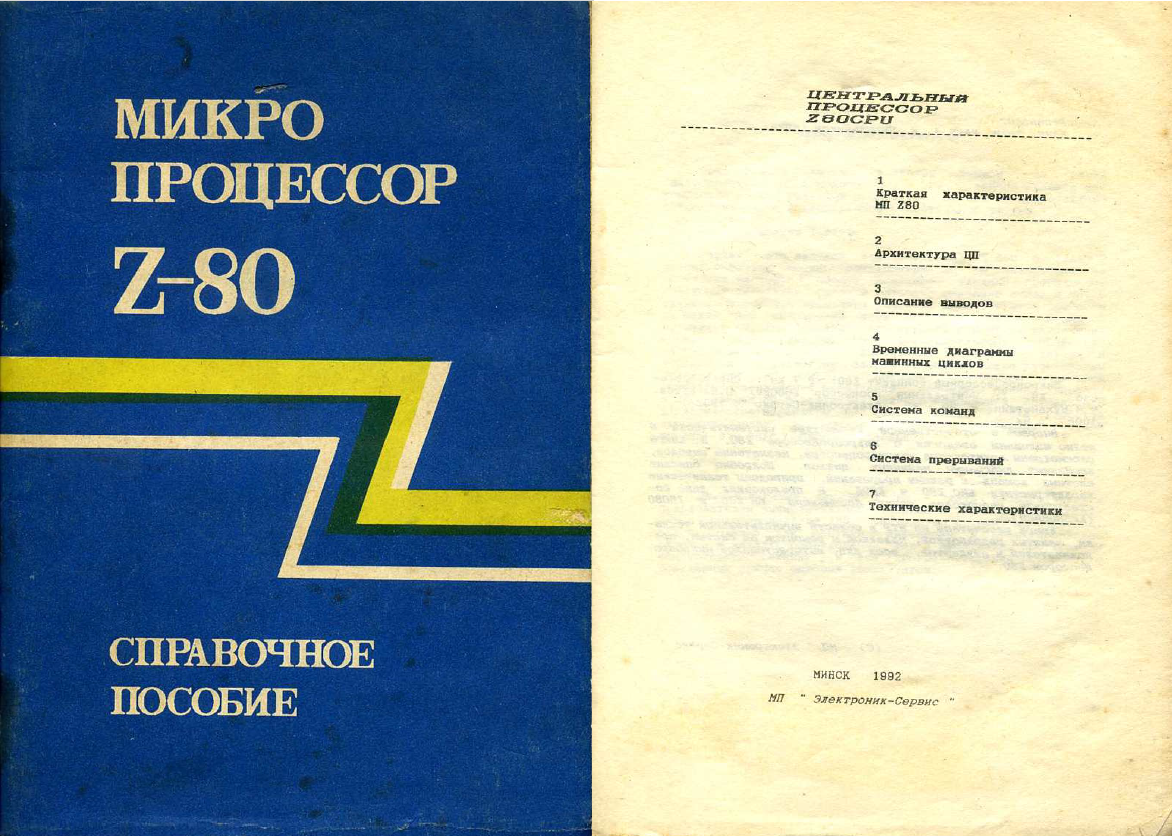 МИКРО
ПРОЦЕССОР
Z-80
СПРАВОЧНОЕ
ПОСОБИЕ
ЦЕНТРАЛЬНЫЙ
ПРОЦЕССОР
Z80CPU
1
Краткая характеристика
МП Z80
2
Архитектура ЦП
3
Описание выводов
4
Временные диаграммы
машинных циклов
5
Система команд
6
Система прерываний
7
Технические характеристики
МИНСК 1992
МП " Электроник-Сервис "